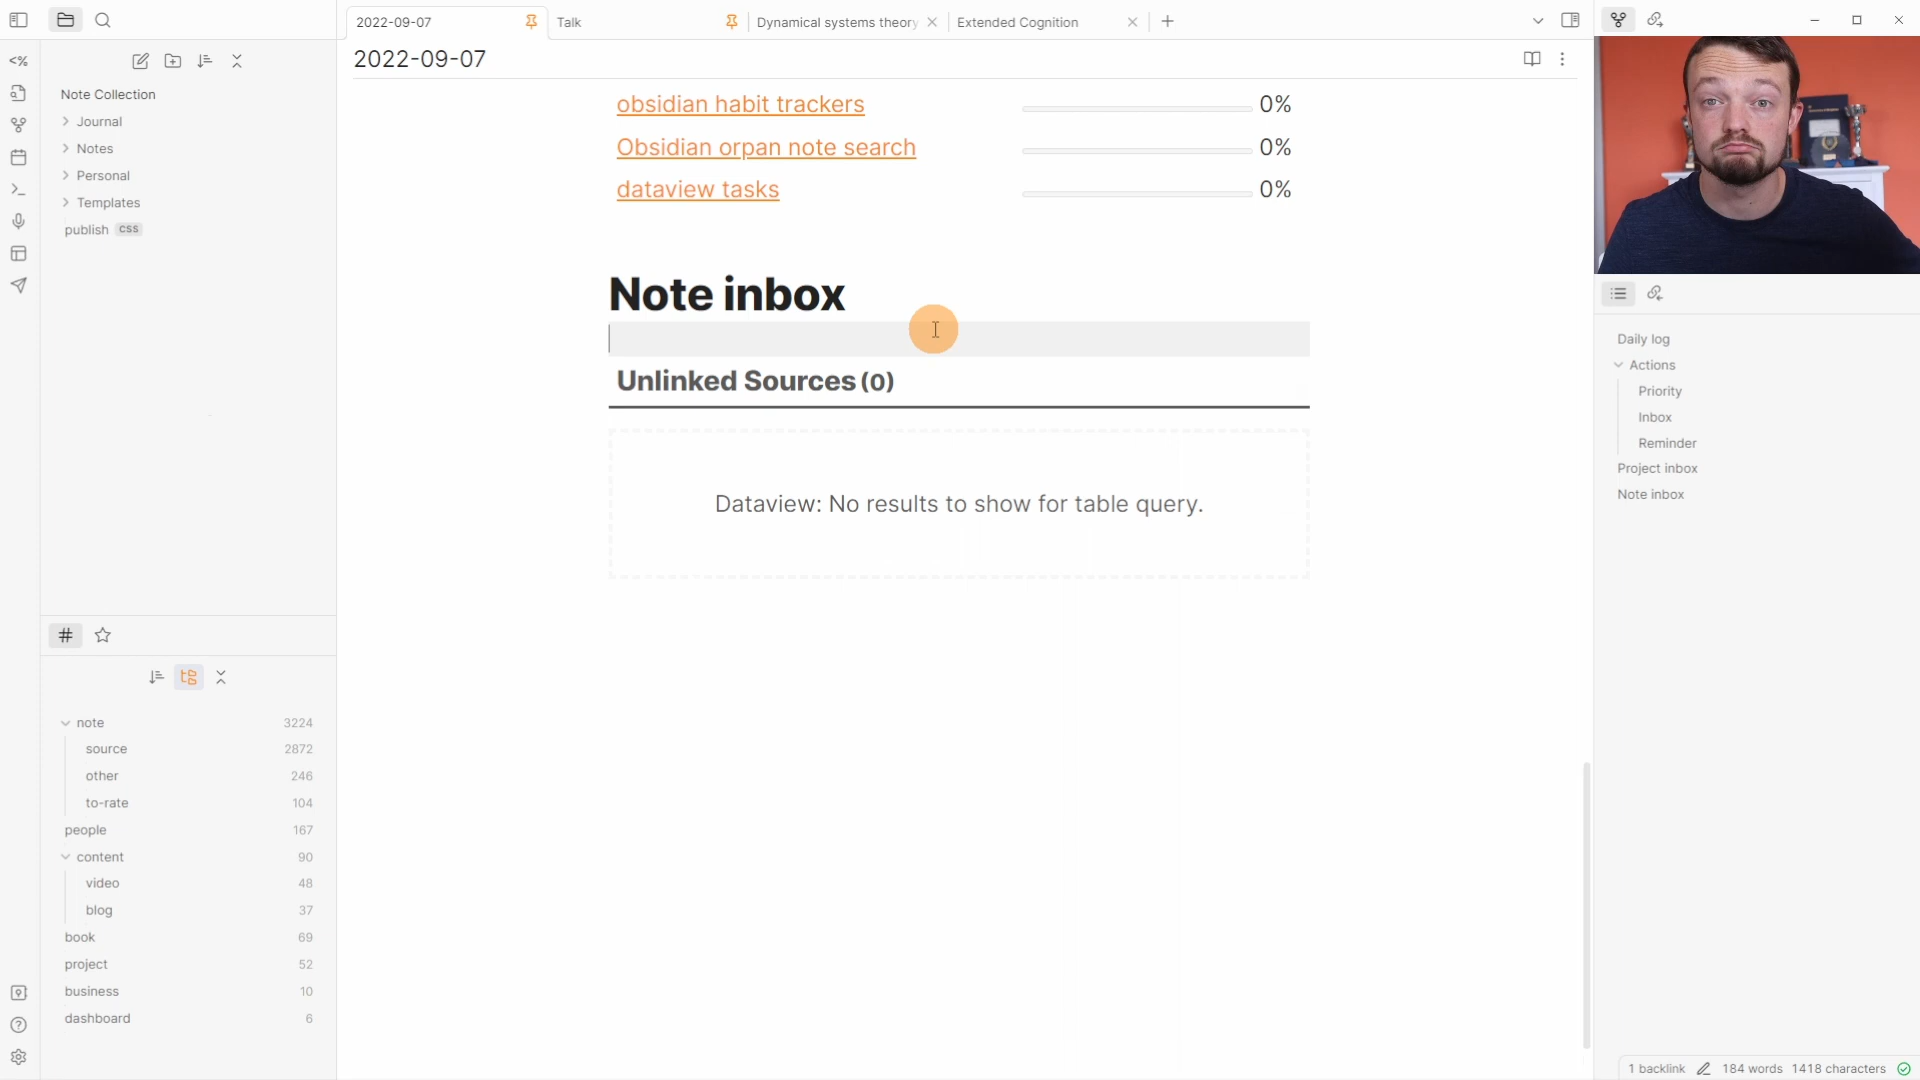 2022-09-07
Talk
Dynamical systems theory
Extended Cognition
2022-09-07
Note Collection
Journal
Notes
Personal
Templates
publish CSS
note 3224
source 2872
other 246
to-rate 104
people 167
content 90
video 48
blog 37
book 69
project 52
business 10
dashboard 6
obsidian habit trackers 0%
Obsidian orpan note search 0%
dataview tasks 0%
Note inbox
Unlinked Sources (0)
Dataview: No results to show for table query.
Daily log
Actions
Priority
Inbox
Reminder
Project inbox
Note inbox
1 backlink 184 words 1418 characters